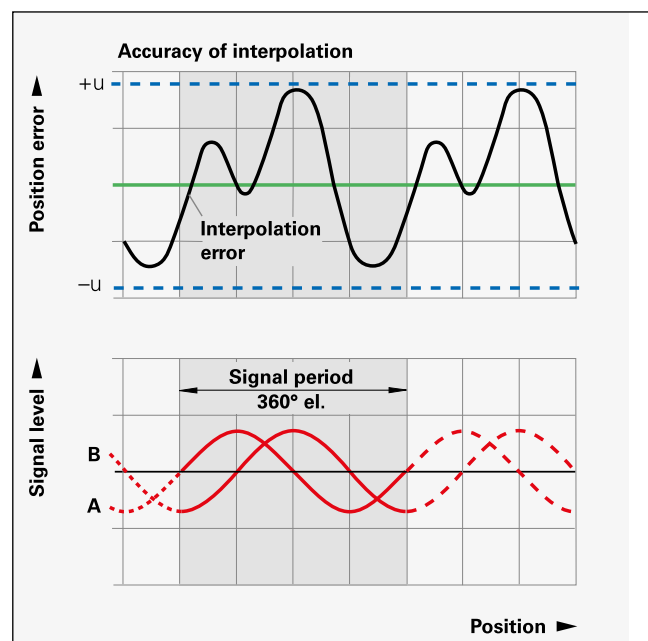 Accuracy of interpolation
Position error
+u
Interpolation
error
–u
Signal level
Signal period
360° el.
B
A
Position